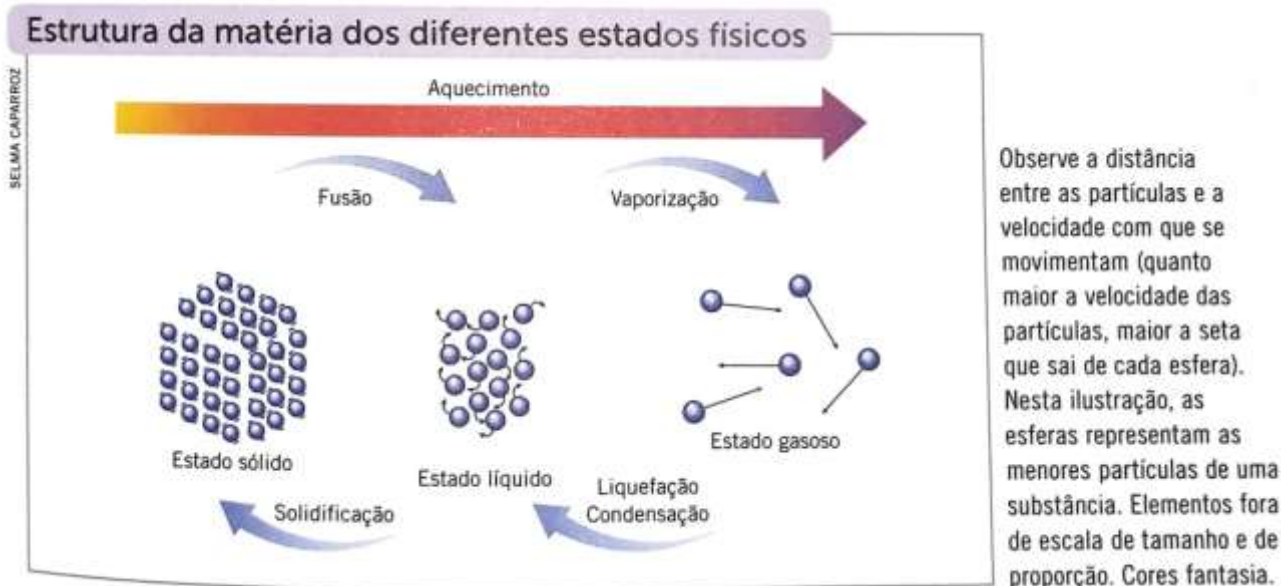 Estrutura da matéria dos diferentes estados físicos
SELMA CAPARROZ
Aquecimento
Fusão
Vaporização
Estado sólido
Estado líquido
Estado gasoso
Solidificação
Liquefação
Condensação
Observe a distância
entre as partículas e a
velocidade com que se
movimentam (quanto
maior a velocidade das
partículas, maior a seta
que sai de cada esfera).
Nesta ilustração, as
esferas representam as
menores partículas de uma
substância. Elementos fora
de escala de tamanho e de
proporção. Cores fantasia.